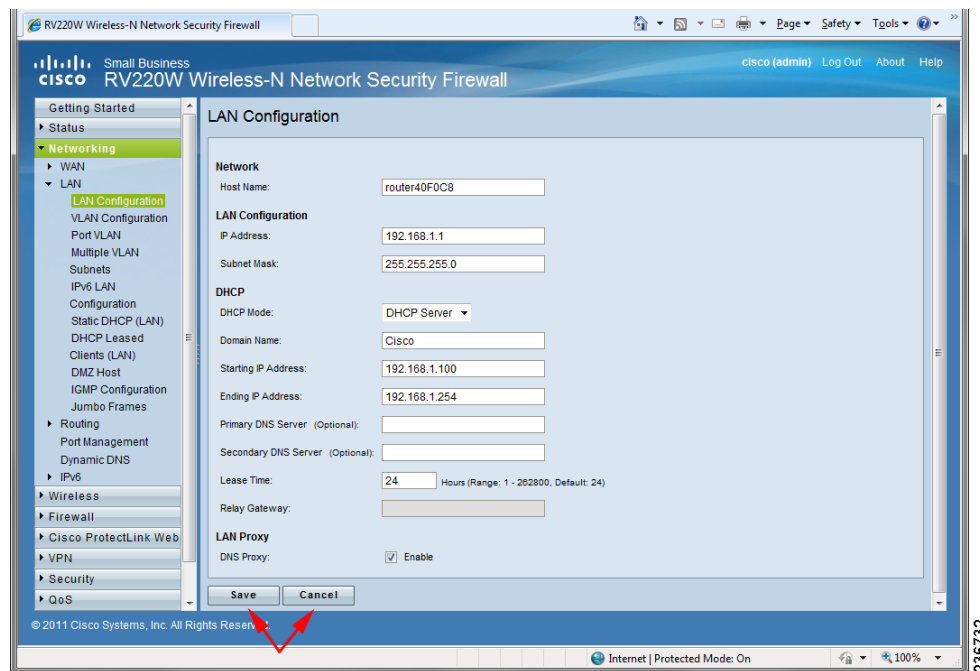 RV220W Wireless-N Network Security Firewall
Page Safety Tools »
Small Business
cisco RV220W Wireless-N Network Security Firewall
cisco (admin) Log Out About Help
Getting Started
Status
Networking
WAN
LAN
LAN Configuration
VLAN Configuration
Port VLAN
Multiple VLAN
Subnets
IPv6 LAN
Configuration
Static DHCP (LAN)
DHCP Leased
Clients (LAN)
DMZ Host
IGMP Configuration
Jumbo Frames
Routing
Port Management
Dynamic DNS
IPv6
Wireless
Firewall
Cisco ProtectLink Web
VPN
Security
QoS
LAN Configuration
Network
Host Name: router40F0C8
LAN Configuration
IP Address: 192.168.1.1
Subnet Mask: 255.255.255.0
DHCP
DHCP Mode: DHCP Server
Domain Name: Cisco
Starting IP Address: 192.168.1.100
Ending IP Address: 192.168.1.254
Primary DNS Server (Optional):
Secondary DNS Server (Optional):
Lease Time: 24 Hours (Range: 1 - 262800, Default: 24)
Relay Gateway:
LAN Proxy
DNS Proxy: Enable
Save Cancel
© 2011 Cisco Systems, Inc. All Rights Reserved.
Internet | Protected Mode: On 100%